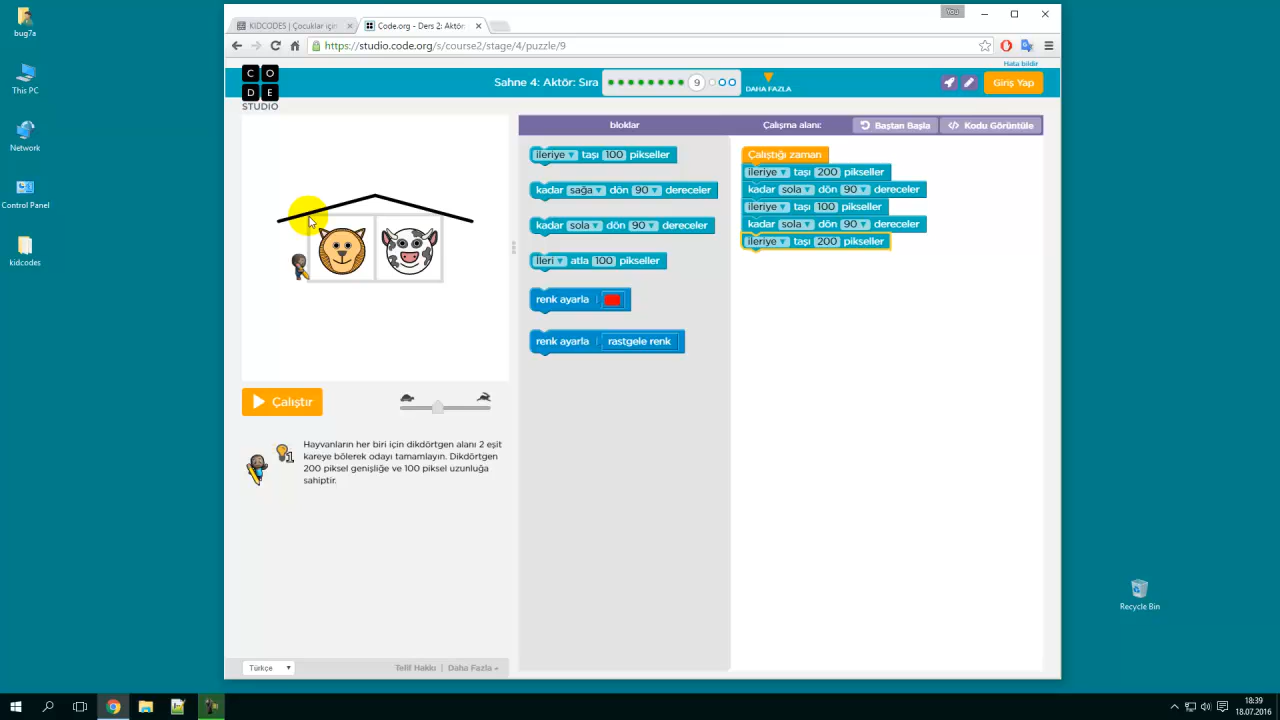 bug7a
This PC
Network
Control Panel
kidcodes
Recycle Bin
You
KIDCODES | Çocuklar için
Code.org - Ders 2: Aktör:
https://studio.code.org/s/course2/stage/4/puzzle/9
Hata bildir
C O
D E
STUDIO
Sahne 4: Aktör: Sıra
9
DAHA FAZLA
Giriş Yap
bloklar
Çalışma alanı:
Baştan Başla
</> Kodu Görüntüle
ileriye taşı 100 pikseller
kadar sağa dön 90 dereceler
kadar sola dön 90 dereceler
İleri atla 100 pikseller
renk ayarla
renk ayarla rastgele renk
Çalıştığı zaman
ileriye taşı 200 pikseller
kadar sola dön 90 dereceler
ileriye taşı 100 pikseller
kadar sola dön 90 dereceler
ileriye taşı 200 pikseller
Çalıştır
1
Hayvanların her biri için dikdörtgen alanı 2 eşit
kareye bölerek odayı tamamlayın. Dikdörtgen
200 piksel genişliğe ve 100 piksel uzunluğa
sahiptir.
Türkçe
Telif Hakkı | Daha Fazla
18:39
18.07.2016